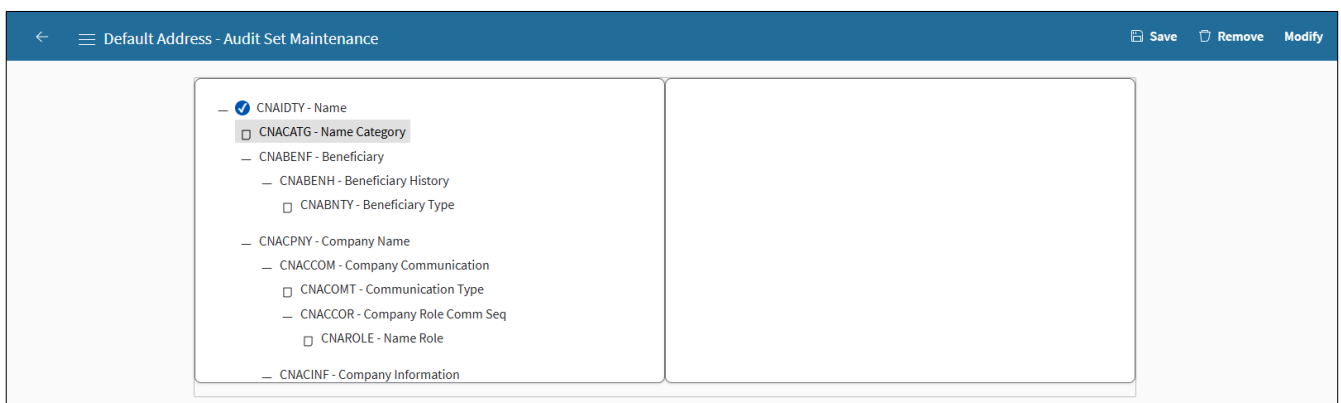 Default Address - Audit Set Maintenance Save Remove Modify
CNAIDTY - Name
CNACATG - Name Category
CNABENF - Beneficiary
CNABENH - Beneficiary History
CNABNTY - Beneficiary Type
CNACPNY - Company Name
CNACCOM - Company Communication
CNACOMT - Communication Type
CNACCOR - Company Role Comm Seq
CNAROLE - Name Role
CNACINF - Company Information